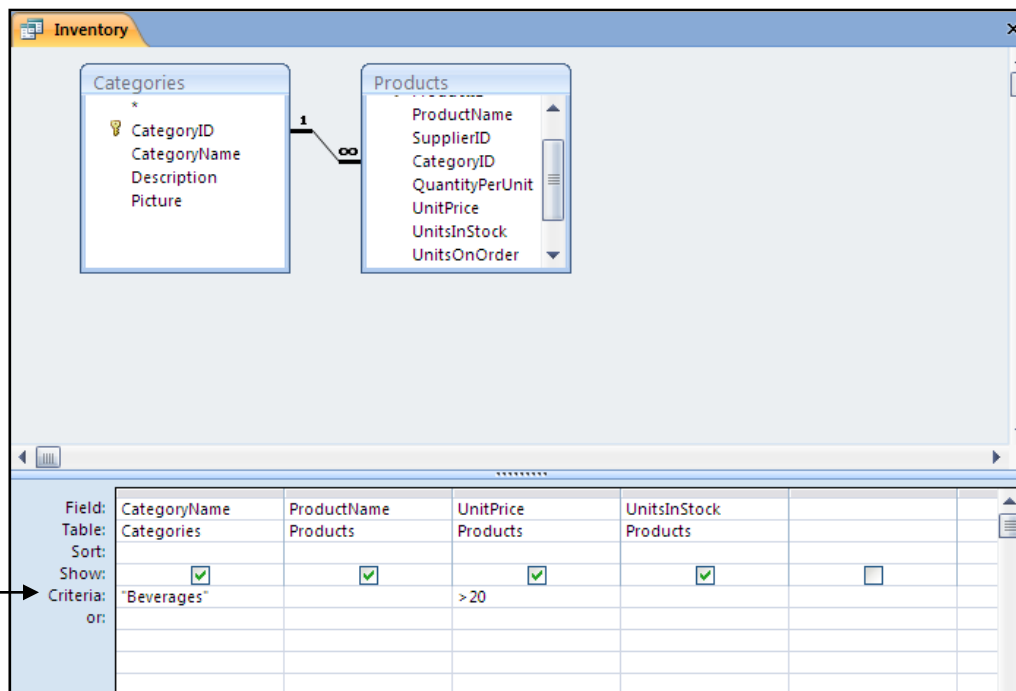 Inventory
Categories
*
CategoryID
CategoryName
Description
Picture
1
∞
Products
ProductName
SupplierID
CategoryID
QuantityPerUnit
UnitPrice
UnitsInStock
UnitsOnOrder
Field: CategoryName ProductName UnitPrice UnitsInStock
Table: Categories Products Products Products
Sort:
Show:
Criteria: "Beverages" >20
or: